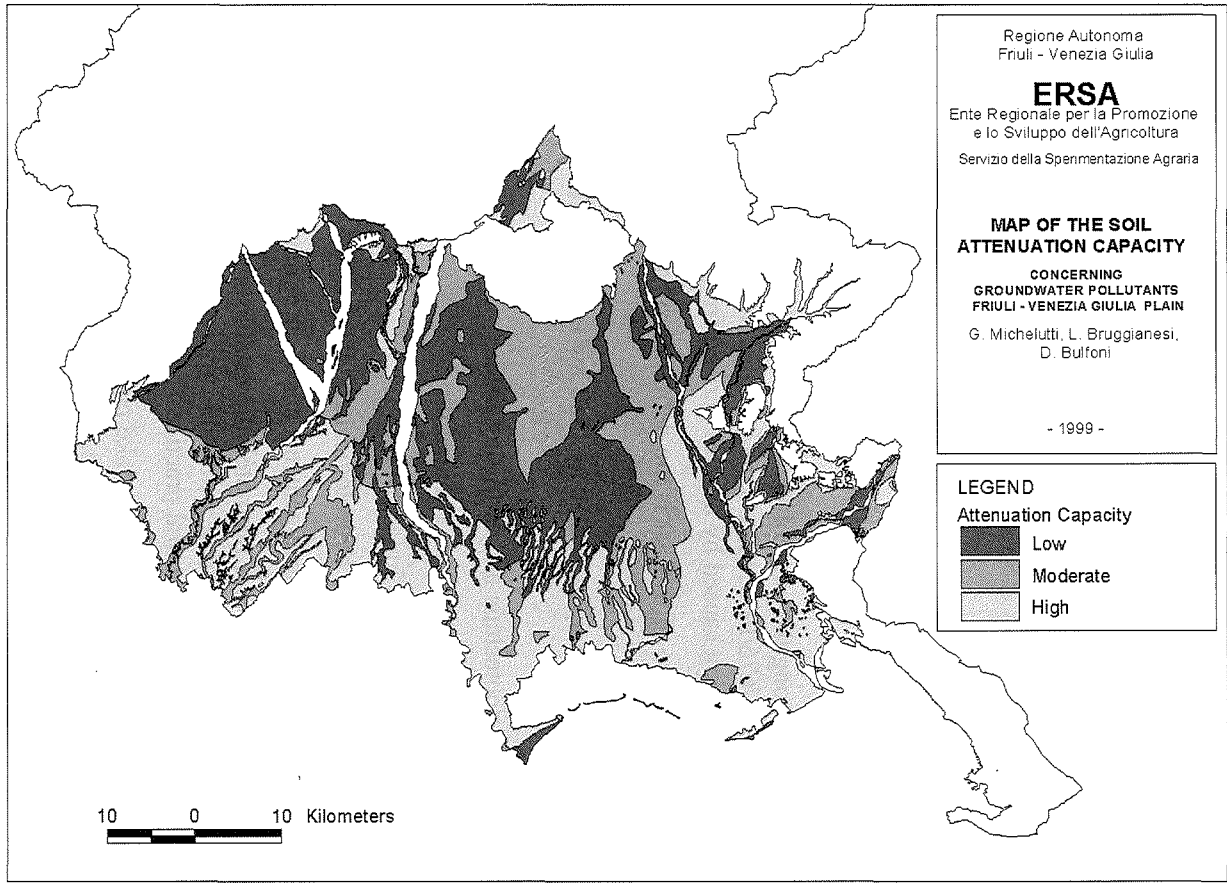 Regione Autonoma
Friuli - Venezia Giulia
ERSA
Ente Regionale per la Promozione
e lo Sviluppo dell'Agricoltura
Servizio della Sperimentazione Agraria
MAP OF THE SOIL
ATTENUATION CAPACITY
CONCERNING
GROUNDWATER POLLUTANTS
FRIULI - VENEZIA GIULIA PLAIN
G. Michelutti, L. Bruggianesi,
D. Bulfoni
- 1999 -
LEGEND
Attenuation Capacity
Low
Moderate
High
10 0 10 Kilometers